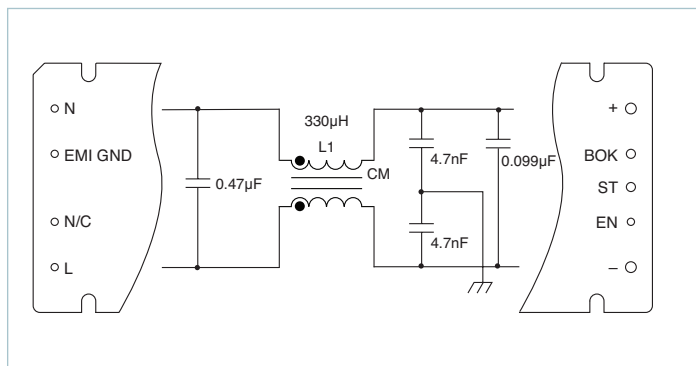 N
EMI GND
N/C
L
0.47µF
330µH
L1
CM
4.7nF
4.7nF
0.099µF
+
BOK
ST
EN
–